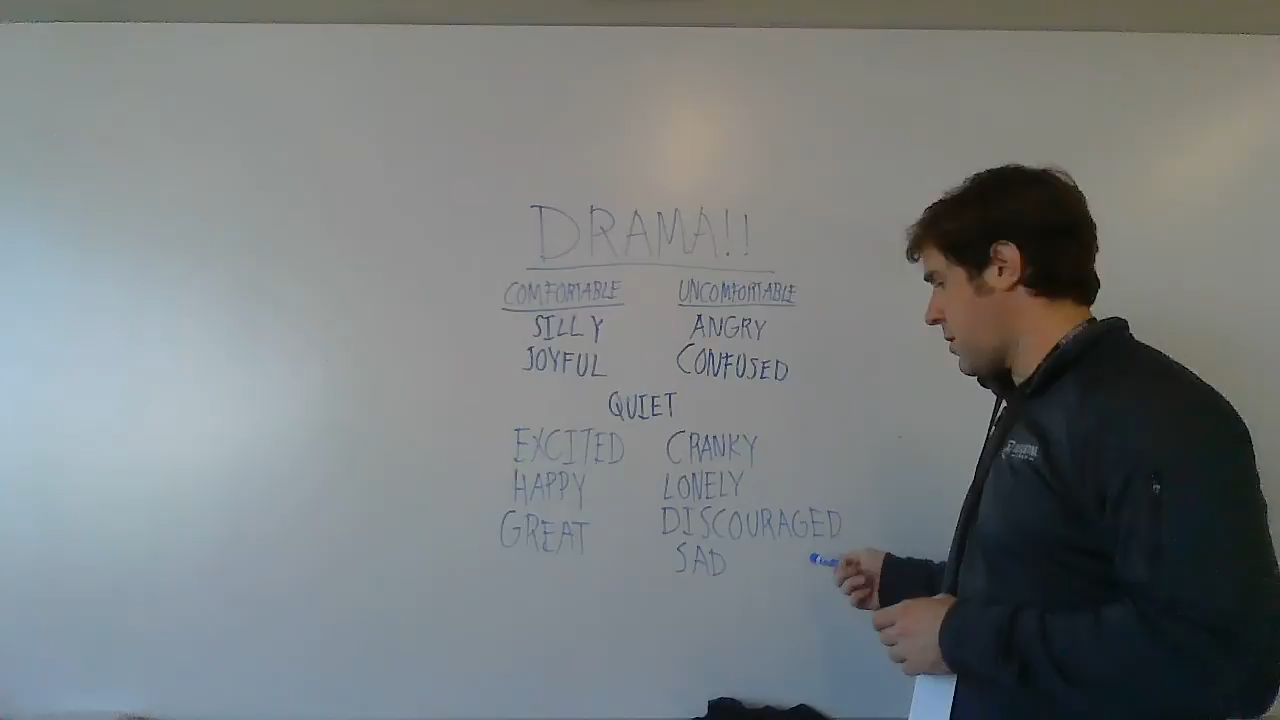 DRAMA!!
COMFORTABLE UNCOMFORTABLE
SILLY ANGRY
JOYFUL CONFUSED
QUIET
EXCITED CRANKY
HAPPY LONELY
GREAT DISCOURAGED
SAD